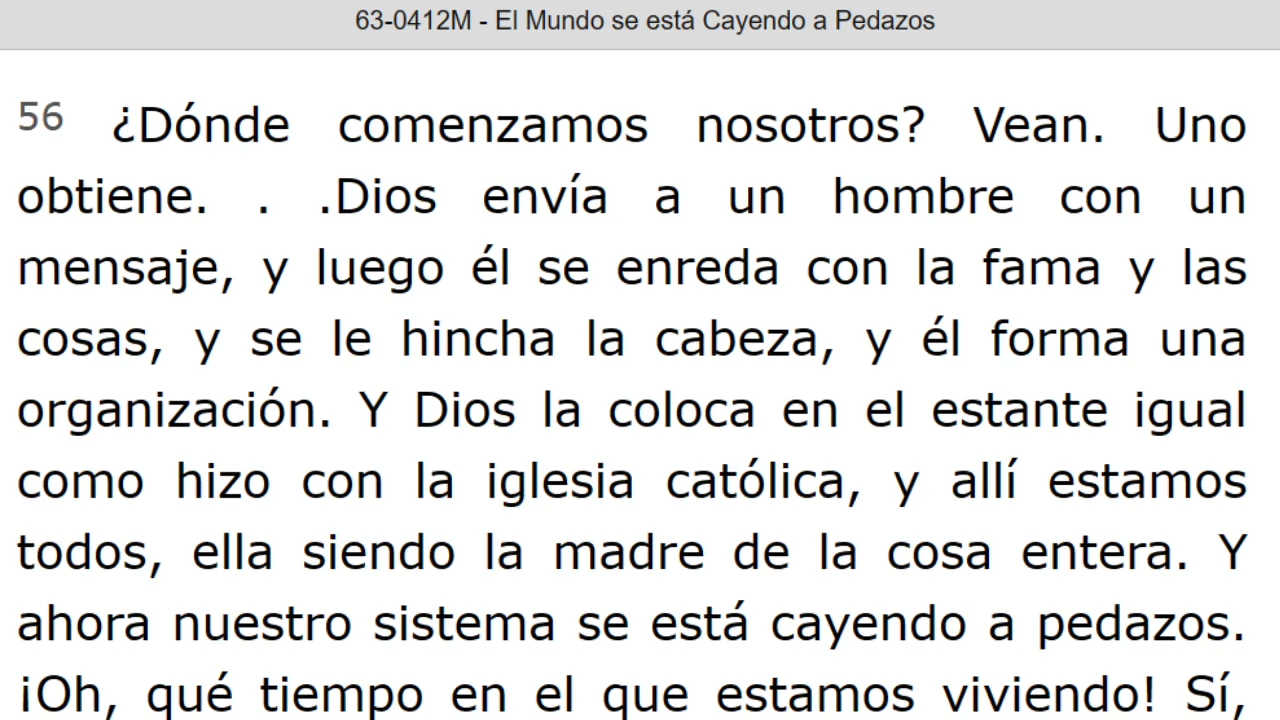 63-0412M - El Mundo se está Cayendo a Pedazos
56 ¿Dónde comenzamos nosotros? Vean. Uno
obtiene. . .Dios envía a un hombre con un
mensaje, y luego él se enreda con la fama y las
cosas, y se le hincha la cabeza, y él forma una
organización. Y Dios la coloca en el estante igual
como hizo con la iglesia católica, y allí estamos
todos, ella siendo la madre de la cosa entera. Y
ahora nuestro sistema se está cayendo a pedazos.
¡Oh, qué tiempo en el que estamos viviendo! Sí,